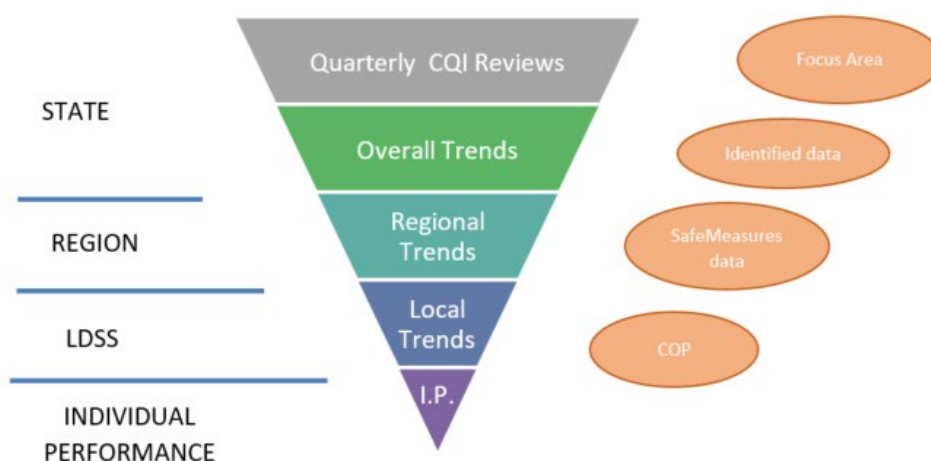 Quarterly CQI Reviews
Focus Area
STATE
Overall Trends
Identified data
Regional
Trends
REGION
SafeMeasures
data
Local
Trends
LDSS
COP
I.P.
INDIVIDUAL
PERFORMANCE